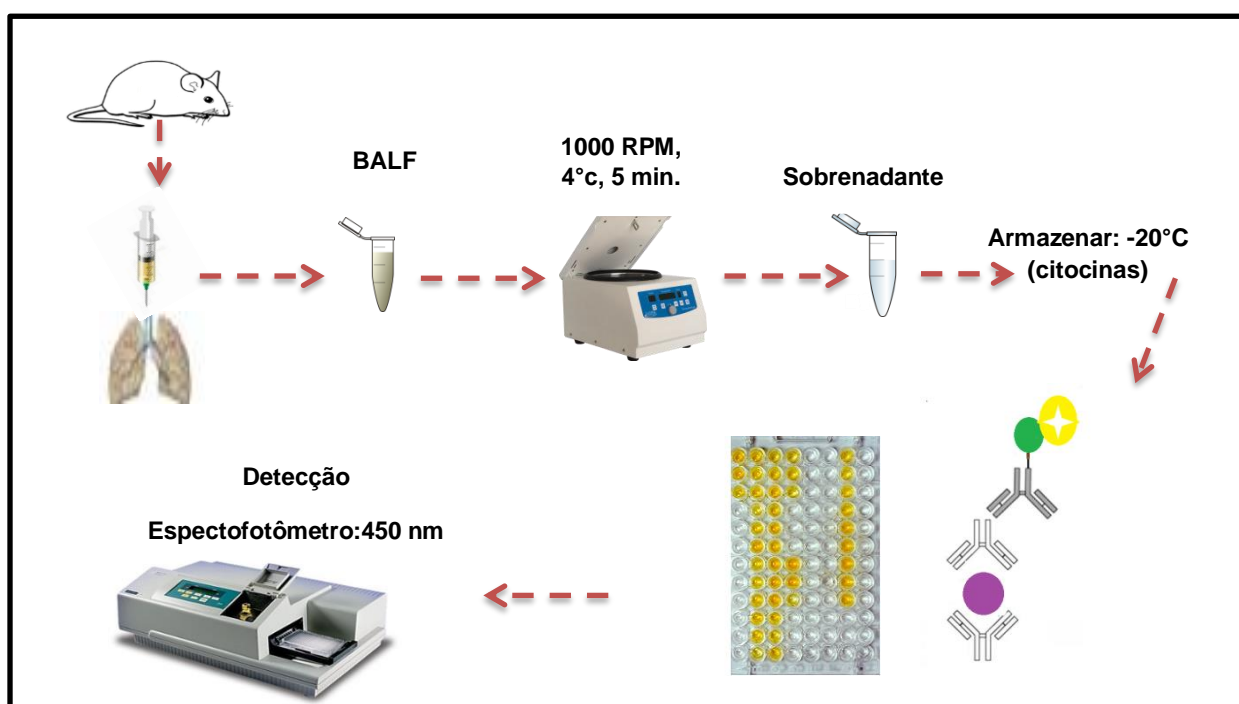 BALF
1000 RPM,
4°c, 5 min.
Sobrenadante
Armazenar: -20°C
(citocinas)
Detecção
Espectofotômetro:450 nm